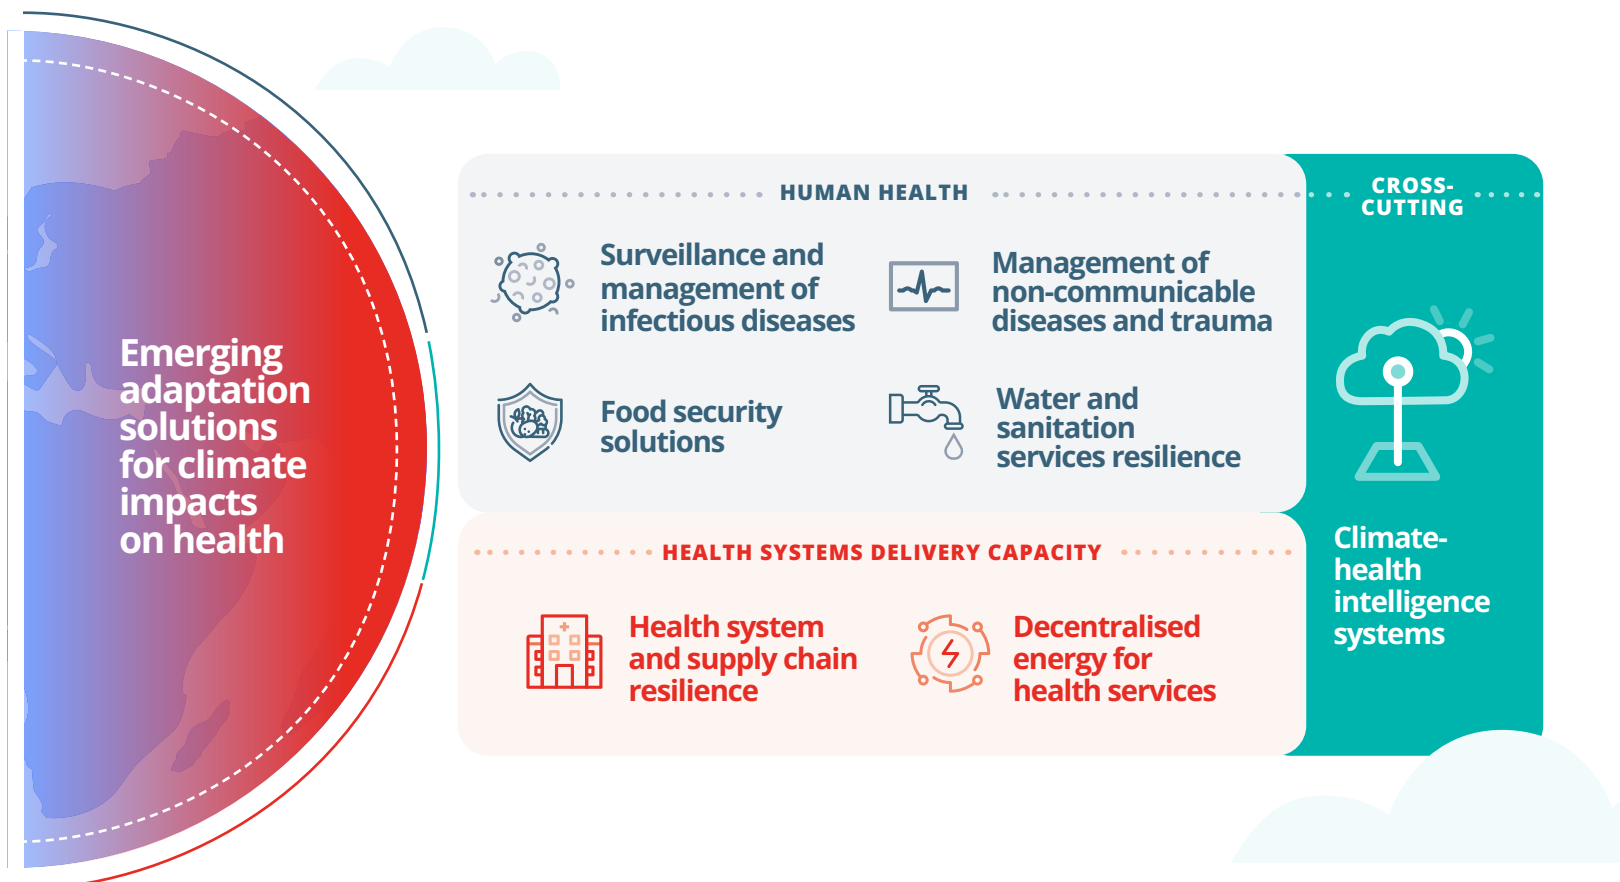 Emerging
adaptation
solutions
for climate
impacts
on health
HUMAN HEALTH
Surveillance and
management of
infectious diseases
Management of
non-communicable
diseases and trauma
Food security
solutions
Water and
sanitation
services resilience
HEALTH SYSTEMS DELIVERY CAPACITY
Health system
and supply chain
resilience
Decentralised
energy for
health services
CROSS-
CUTTING
Climate-
health
intelligence
systems